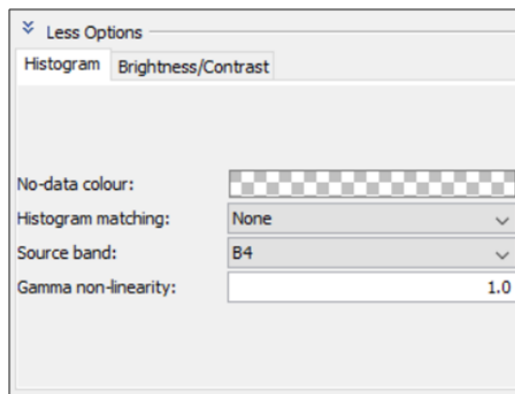 Less Options
Histogram Brightness/Contrast
No-data colour:
Histogram matching: None
Source band: B4
Gamma non-linearity: 1.0